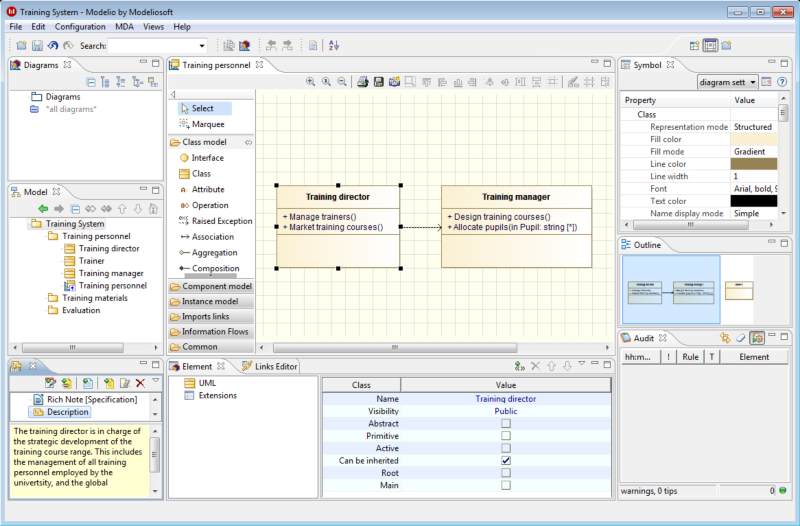 Training System - Modelio by Modeliosoft
File Edit Configuration MDA Views Help
Search:
Diagrams
Diagrams
*all diagrams*
Model
Training System
Training personnel
Training director
Trainer
Training manager
Training personnel
Training materials
Evaluation
Training personnel
Select
Marquee
Class model
Interface
Class
Attribute
Operation
Raised Exception
Association
Aggregation
Composition
Component model
Instance model
Imports links
Information Flows
Common
Training director
+ Manage trainers()
+ Market training courses()
Training manager
+ Design training courses()
+ Allocate pupils(in Pupil: string [*])
Symbol
diagram sett
Property Value
Class
Representation mode Structured
Fill color
Fill mode Gradient
Line color
Line width 1
Font Arial, bold, 9
Text color
Name display mode Simple
Outline
Audit
hh:m... ! Rule T Element
warnings, 0 tips 0
Rich Note [Specification]
Description
The training director is in charge of
the strategic development of the
training course range. This includes
the management of all training
personnel employed by the
univertsity, and the global
Element Links Editor
UML
Extensions
Class Value
Name Training director
Visibility Public
Abstract
Primitive
Active
Can be inherited
Root
Main